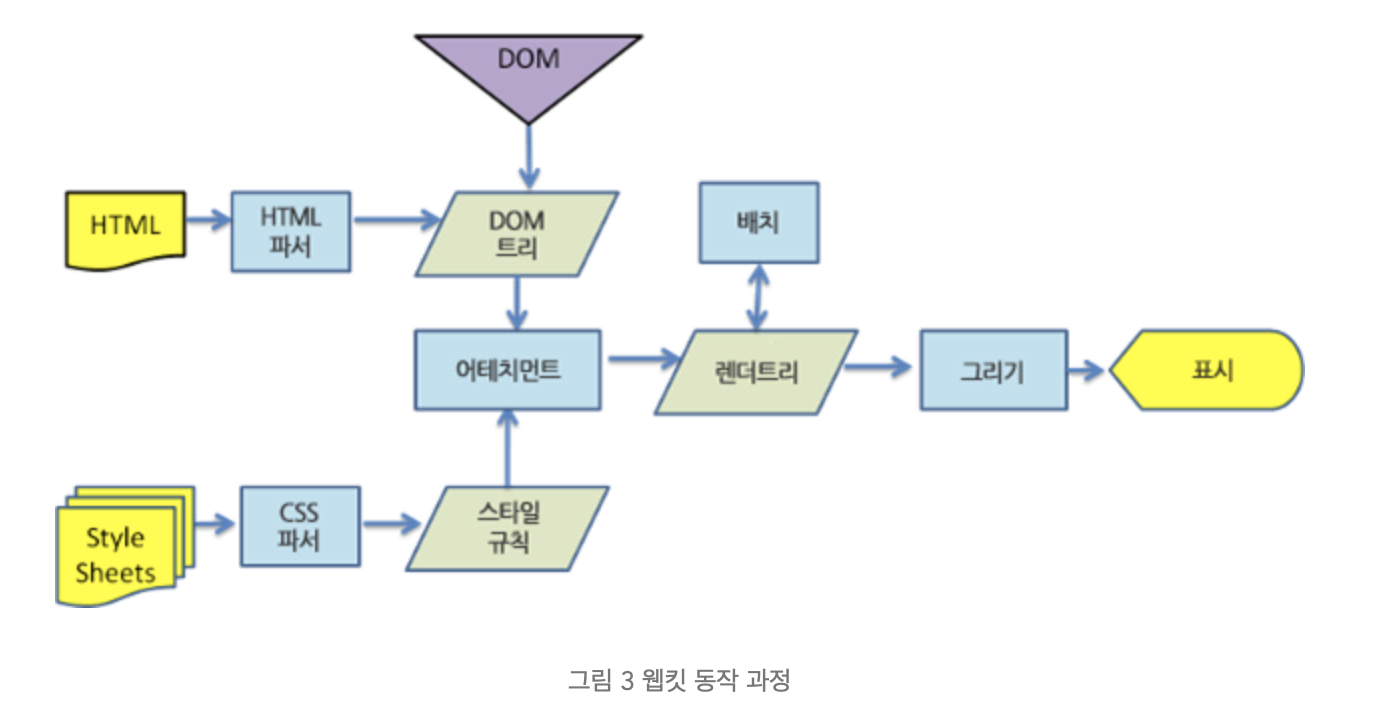 DOM
HTML
HTML
파서
DOM
트리
배치
어테치먼트
렌더트리
그리기
표시
Style
Sheets
CSS
파서
스타일
규칙
그림 3 웹킷 동작 과정